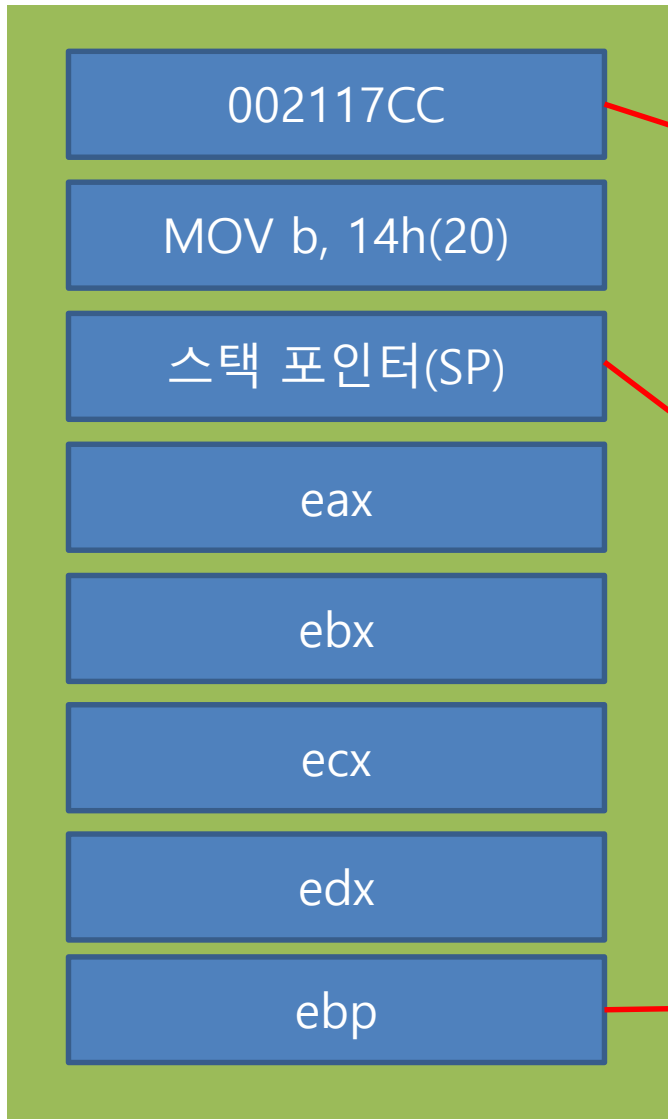 002117CC
MOV b, 14h(20)
스택 포인터(SP)
eax
ebx
ecx
edx
ebp